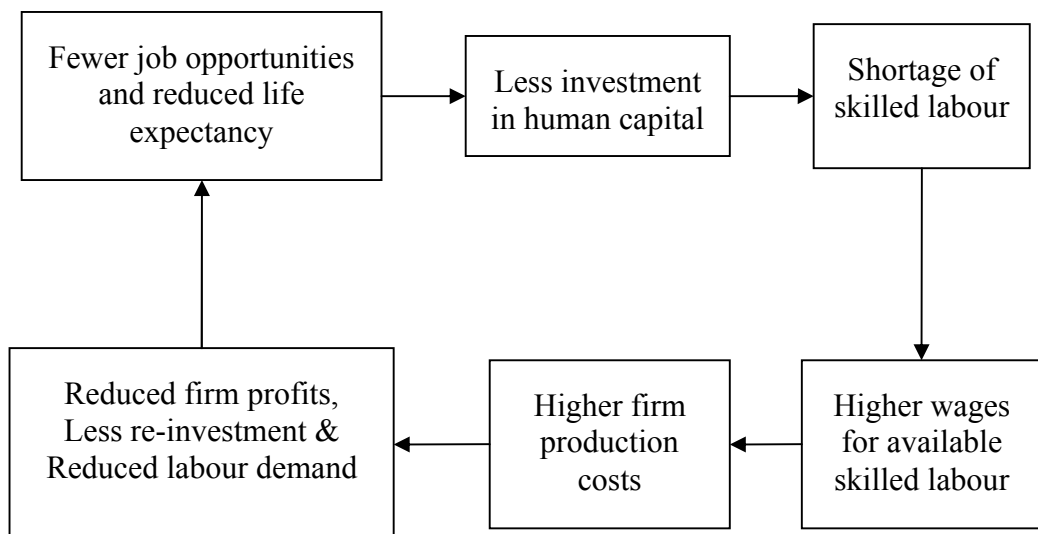 Fewer job opportunities
and reduced life
expectancy
Less investment
in human capital
Shortage of
skilled labour
Higher wages
for available
skilled labour
Higher firm
production
costs
Reduced firm profits,
Less re-investment &
Reduced labour demand